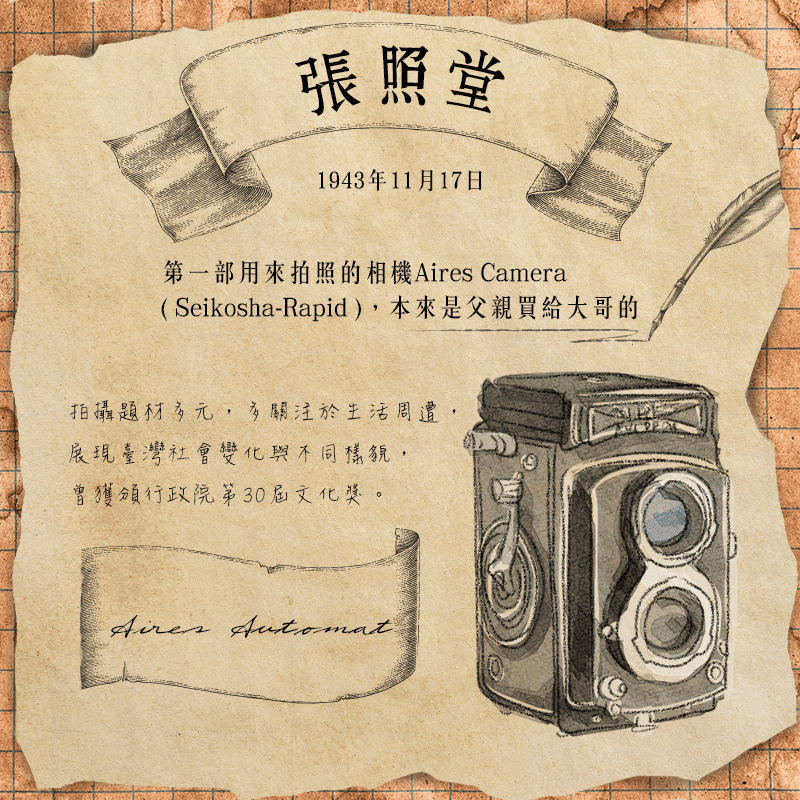 張照堂
1943年11月17日
第一部用來拍照的相機Aires Camera
( Seikosha-Rapid )，本來是父親買給大哥的
拍攝題材多元，多關注於生活周遭，
展現臺灣社會變化與不同樣貌，
曾獲頒行政院第30屆文化獎。
Aires Automat